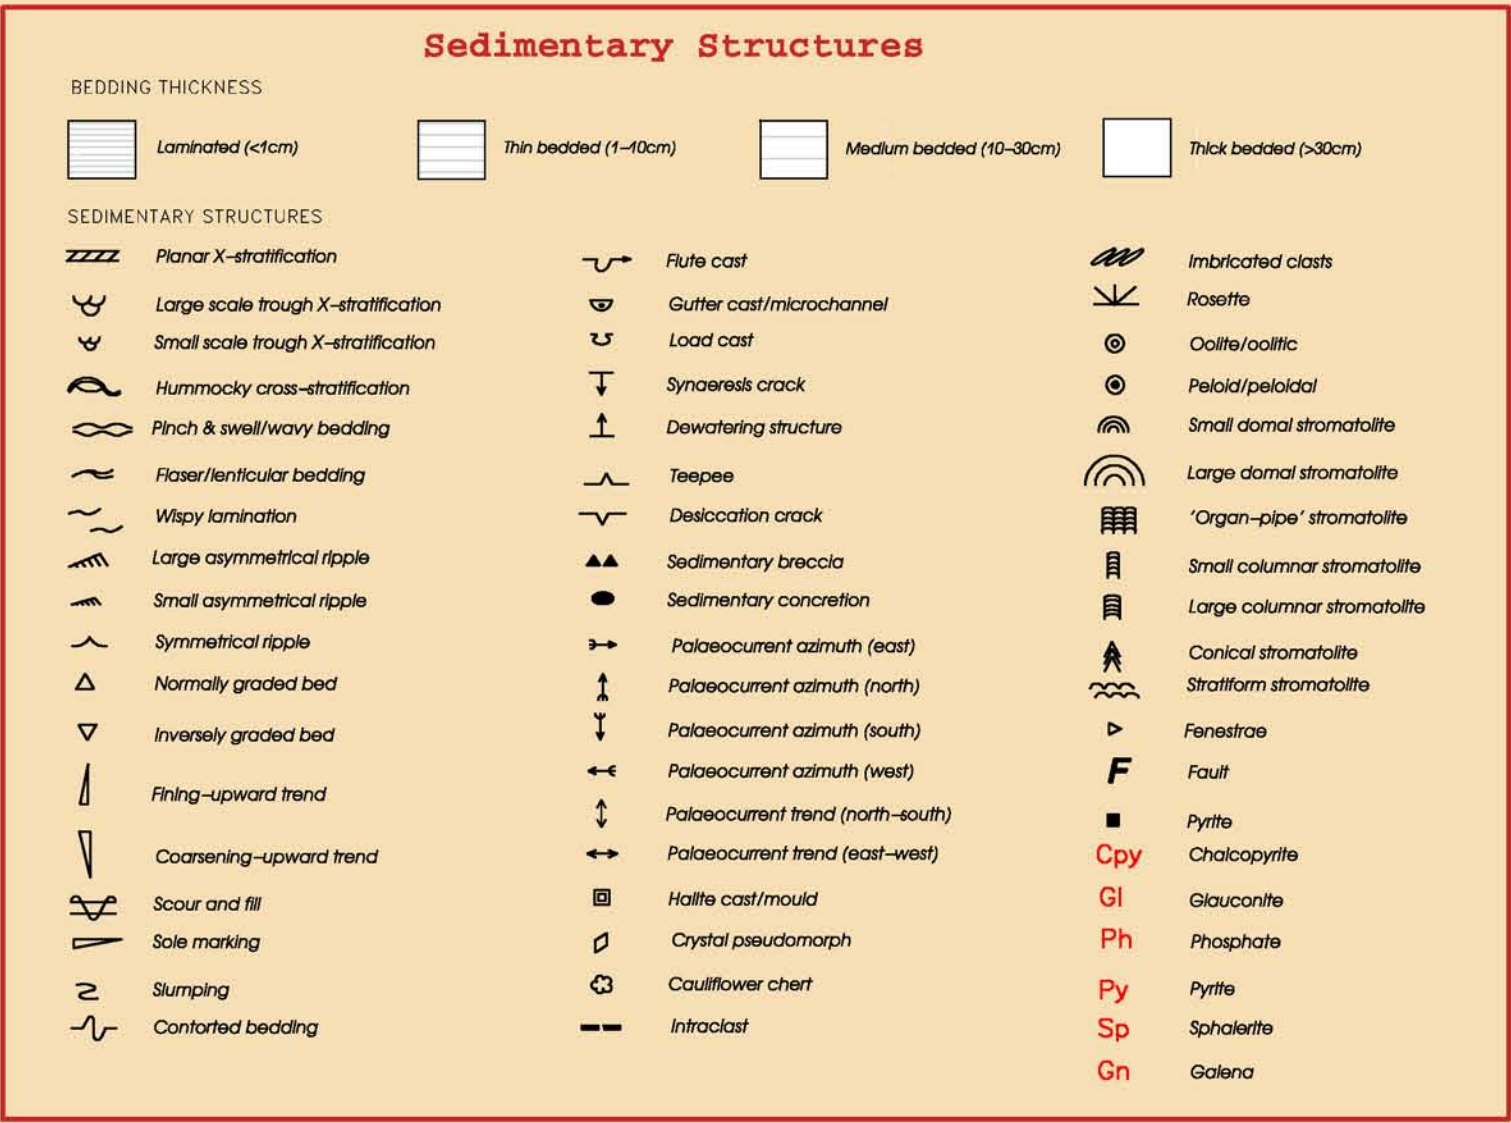 Sedimentary Structures
BEDDING THICKNESS
Laminated (<1cm)
Thin bedded (1–10cm)
Medium bedded (10–30cm)
Thick bedded (>30cm)
SEDIMENTARY STRUCTURES
Planar X–stratification
Large scale trough X–stratification
Small scale trough X–stratification
Hummocky cross–stratification
Pinch & swell/wavy bedding
Flaser/lenticular bedding
Wispy lamination
Large asymmetrical ripple
Small asymmetrical ripple
Symmetrical ripple
Normally graded bed
Inversely graded bed
Fining–upward trend
Coarsening–upward trend
Scour and fill
Sole marking
Slumping
Contorted bedding
Flute cast
Gutter cast/microchannel
Load cast
Synaeresis crack
Dewatering structure
Teepee
Desiccation crack
Sedimentary breccia
Sedimentary concretion
Palaeocurrent azimuth (east)
Palaeocurrent azimuth (north)
Palaeocurrent azimuth (south)
Palaeocurrent azimuth (west)
Palaeocurrent trend (north–south)
Palaeocurrent trend (east–west)
Halite cast/mould
Crystal pseudomorph
Cauliflower chert
Intraclast
Imbricated clasts
Rosette
Oolite/oolitic
Peloid/peloidal
Small domal stromatolite
Large domal stromatolite
'Organ–pipe' stromatolite
Small columnar stromatolite
Large columnar stromatolite
Conical stromatolite
Stratiform stromatolite
Fenestrae
F Fault
Pyrite
Cpy Chalcopyrite
Gl Glauconite
Ph Phosphate
Py Pyrite
Sp Sphalerite
Gn Galena